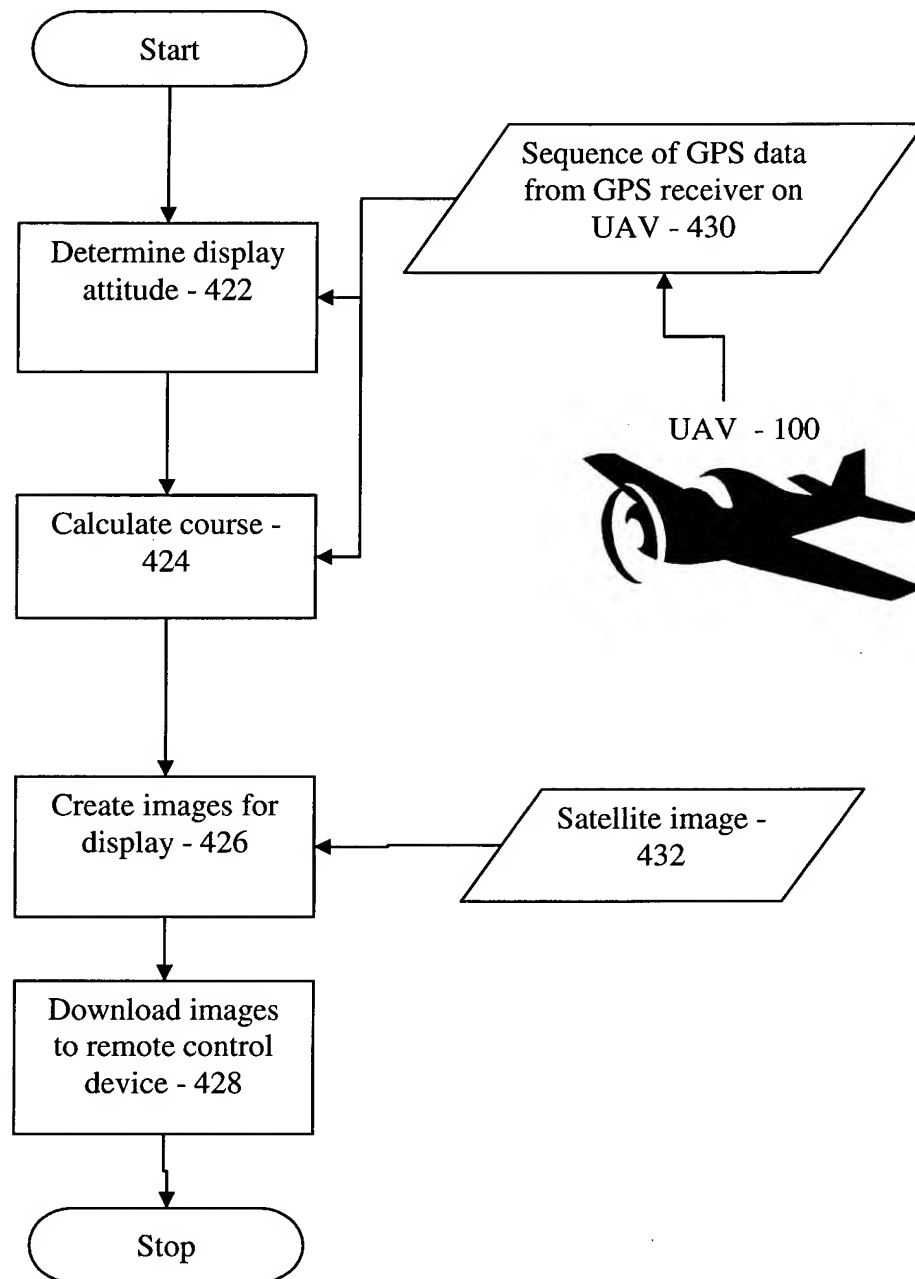 Start
Sequence of GPS data
from GPS receiver on
UAV - 430
Determine display
attitude - 422
UAV - 100
Calculate course -
424
Create images for
display - 426
Satellite image -
432
Download images
to remote control
device - 428
Stop